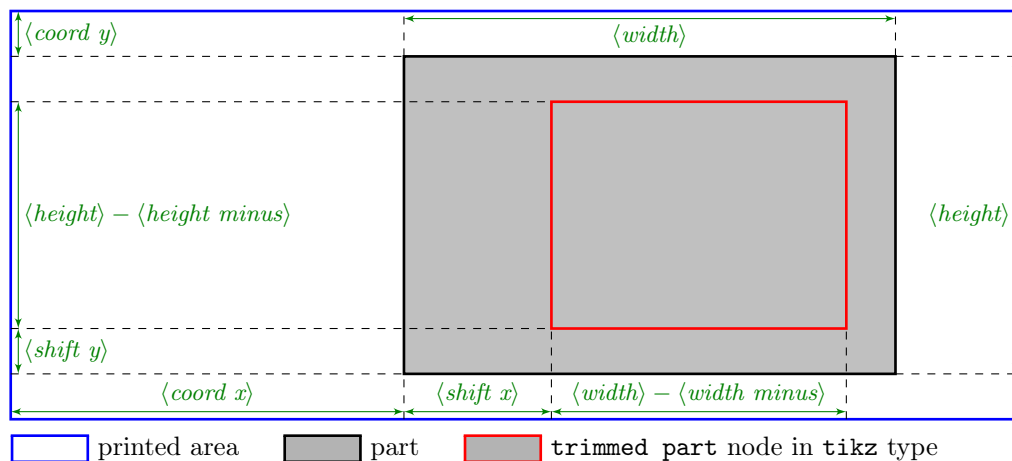 ⟨coord y⟩
⟨width⟩
⟨height⟩ − ⟨height minus⟩
⟨height⟩
⟨shift y⟩
⟨coord x⟩
⟨shift x⟩
⟨width⟩ − ⟨width minus⟩
printed area
part
trimmed part node in tikz type